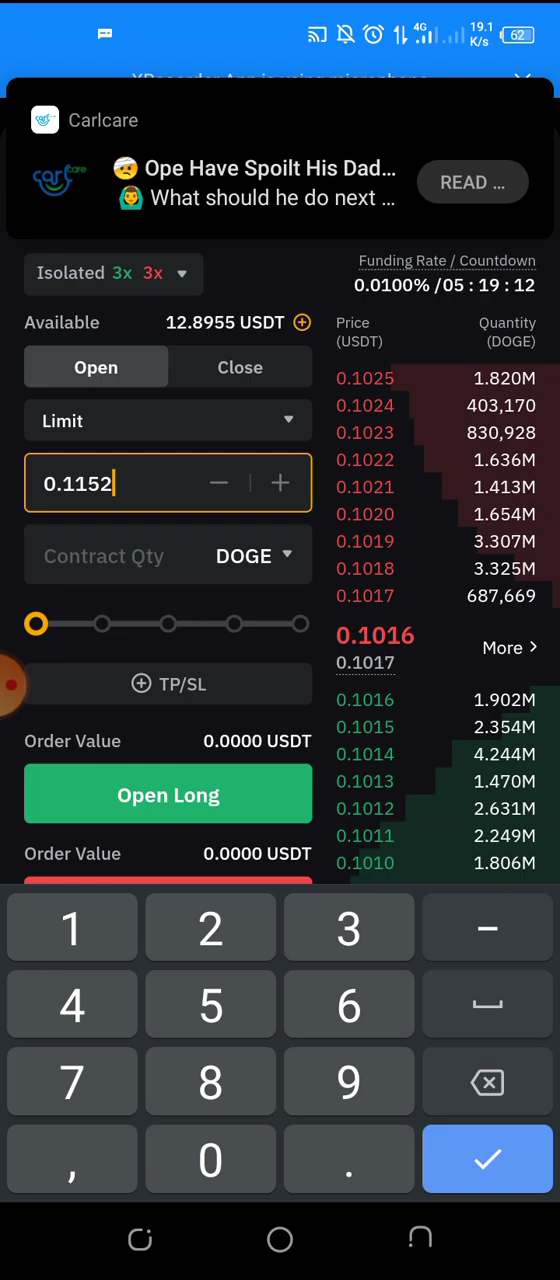 4G
19.1
K/s
62
XRecorder App is using microphone
Carlcare
carlcare
🤕 Ope Have Spoilt His Dad...
READ ...
🙆‍♂️ What should he do next ...
Isolated 3x 3x
Funding Rate / Countdown
0.0100% /05 : 19 : 12
Available 12.8955 USDT
Price
(USDT)
Quantity
(DOGE)
Open Close
Limit
0.1152
Contract Qty DOGE
TP/SL
Order Value 0.0000 USDT
Open Long
Order Value 0.0000 USDT
0.1025 1.820M
0.1024 403,170
0.1023 830,928
0.1022 1.636M
0.1021 1.413M
0.1020 1.654M
0.1019 3.307M
0.1018 3.325M
0.1017 687,669
0.1016
0.1017
More
0.1016 1.902M
0.1015 2.354M
0.1014 4.244M
0.1013 1.470M
0.1012 2.631M
0.1011 2.249M
0.1010 1.806M
1 2 3 −
4 5 6
7 8 9
, 0 .